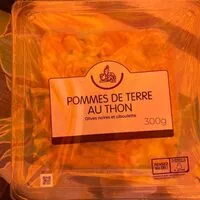 POMMES DE TERRE
AU THON
Olives noires et ciboulette
300g